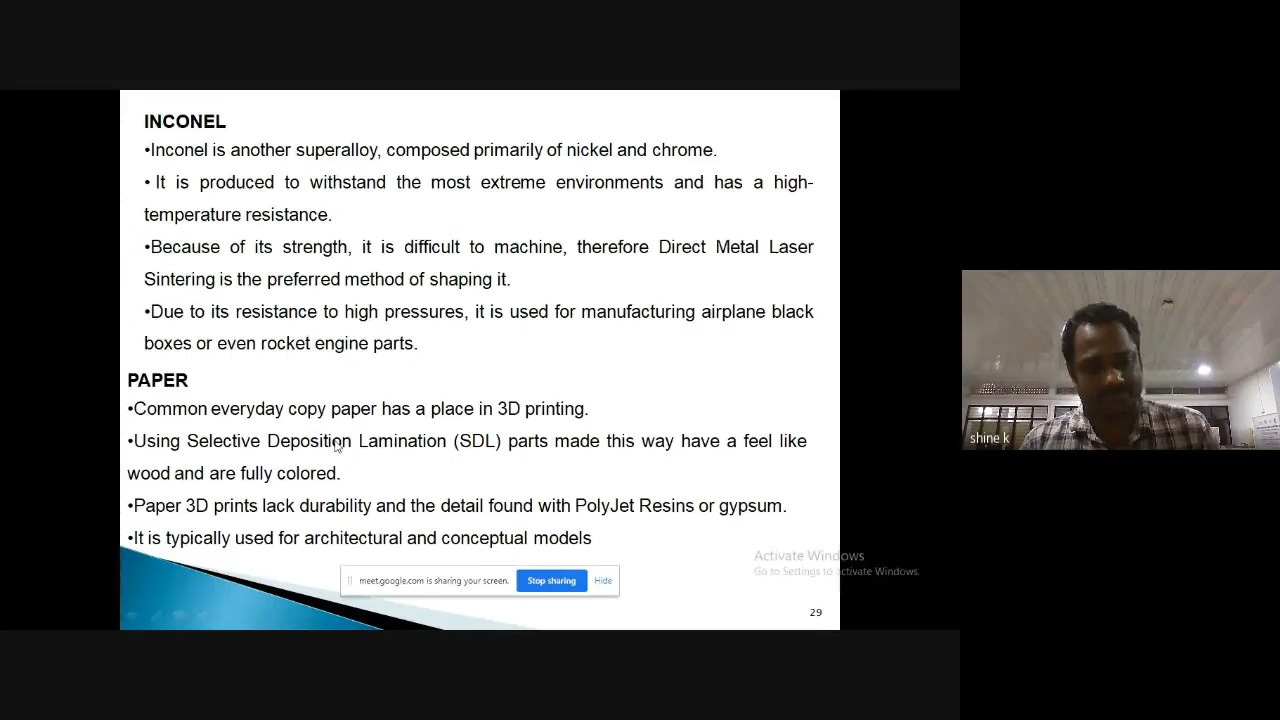 INCONEL
•Inconel is another superalloy, composed primarily of nickel and chrome.
• It is produced to withstand the most extreme environments and has a high-
temperature resistance.
•Because of its strength, it is difficult to machine, therefore Direct Metal Laser
Sintering is the preferred method of shaping it.
•Due to its resistance to high pressures, it is used for manufacturing airplane black
boxes or even rocket engine parts.
PAPER
•Common everyday copy paper has a place in 3D printing.
•Using Selective Deposition Lamination (SDL) parts made this way have a feel like
wood and are fully colored.
•Paper 3D prints lack durability and the detail found with PolyJet Resins or gypsum.
•It is typically used for architectural and conceptual models
meet.google.com is sharing your screen. Stop sharing Hide
Activate Windows
Go to Settings to activate Windows.
29
shine k